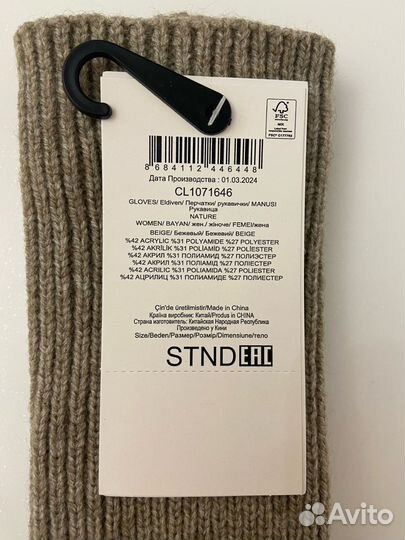 FSC
MIX
8 684112 446448
Дата Производства : 01.03.2024
CL1071646
GLOVES/ Eldiven/ Перчатки/ рукавички/ MANUSI
Рукавица
NATURE
WOMEN/ BAYAN/ жен./ жіноче/ FEMEI/жена
BEIGE/ Бежевый/ Бежевий/ BEIGE
%42 ACRYLIC %31 POLYAMIDE %27 POLYESTER
%42 AKRİLİK %31 POLİAMİD %27 POLİESTER
%42 АКРИЛ %31 ПОЛИАМИД %27 ПОЛИЭСТЕР
%42 АКРИЛ %31 ПОЛІАМІД %27 ПОЛІЕСТЕР
%42 ACRILIC %31 POLIAMIDA %27 POLIESTER
%42 АЦРИЛИЦ %31 ПОЛИАМИДЕ %27 ПОЛИЕСТЕР
Çin'de üretilmistir/Made in China
Країна виробник: Китай/Produs in CHINA
Страна изготовитель: Китайская Народная Республика
Произведено у Кини
Size/Beden/Размер/Розмір/Dimensiune/тело
STND EAC
Avito